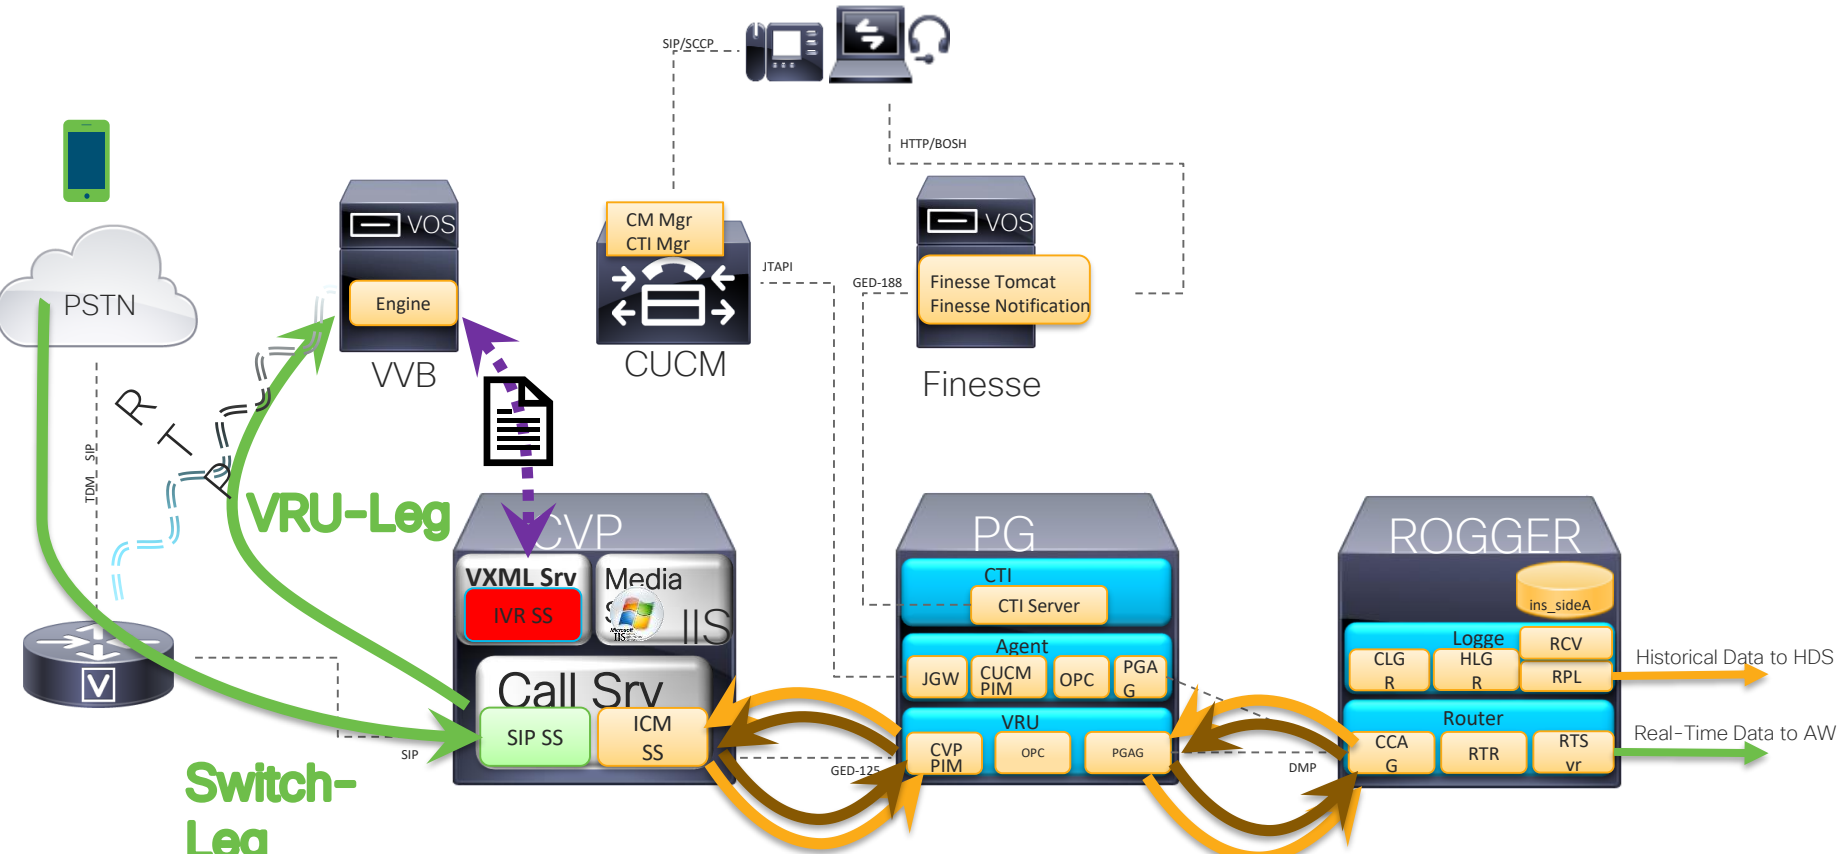 SIP/SCCP
HTTP/BOSH
PSTN
VOS
Engine
VVB
CM Mgr
CTI Mgr
CUCM
JTAPI
GED-188
VOS
Finesse Tomcat
Finesse Notification
Finesse
TDM SIP
R
T
P
VRU-Leg
Switch-
Leg
SIP
V
CVP
VXML Srv
IVR SS
Media
S
IIS
Microsoft
IIS
Call Srv
SIP SS
ICM
SS
GED-125
PG
CTI
CTI Server
Agent
JGW
CUCM
PIM
OPC
PGA
G
VRU
CVP
PIM
OPC
PGAG
DMP
ROGGER
ins_sideA
Logge
CLG
R
HLG
R
RCV
RPL
Router
CCA
G
RTR
RTS
vr
Historical Data to HDS
Real-Time Data to AW